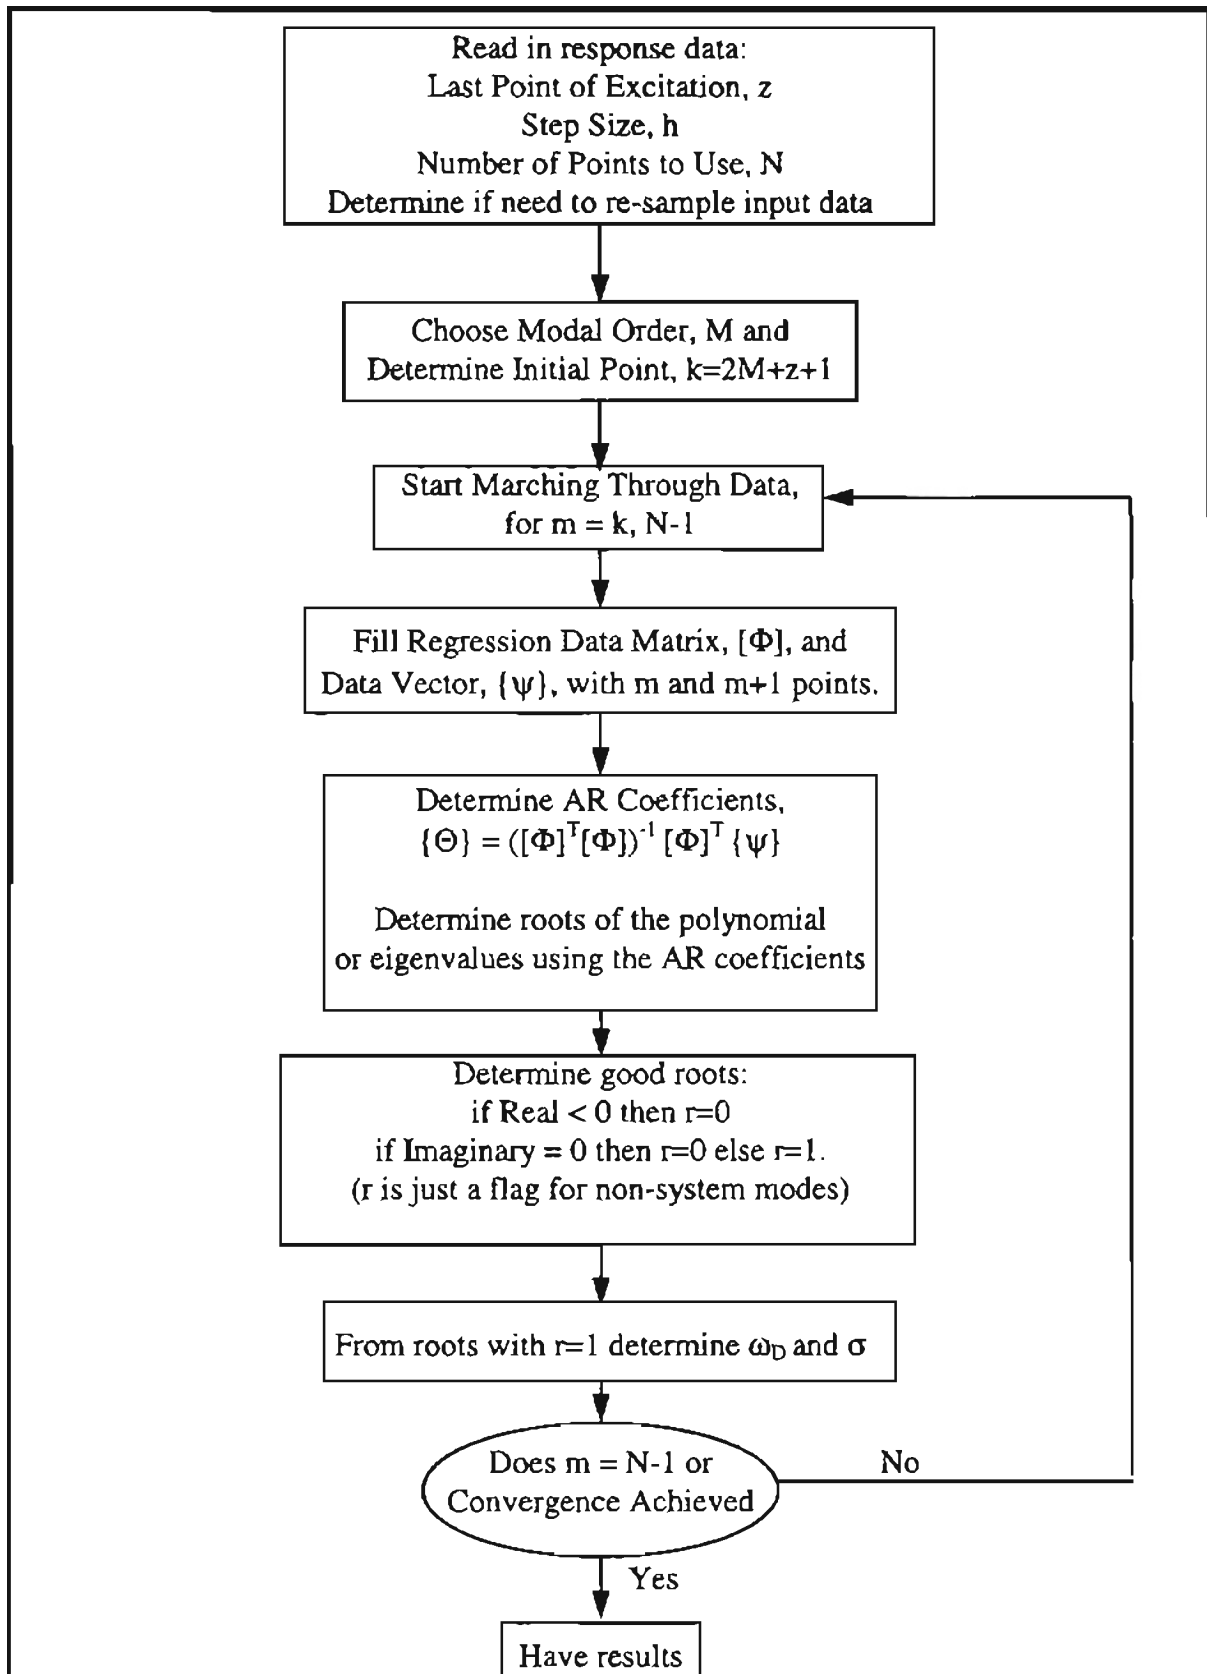 Read in response data:
Last Point of Excitation, z
Step Size, h
Number of Points to Use, N
Determine if need to re-sample input data
Choose Modal Order, M and
Determine Initial Point, k=2M+z+1
Start Marching Through Data,
for m = k, N-1
Fill Regression Data Matrix, [Φ], and
Data Vector, {ψ}, with m and m+1 points.
Determine AR Coefficients,
{Θ} = ([Φ]ᵀ[Φ])⁻¹ [Φ]ᵀ {ψ}
Determine roots of the polynomial
or eigenvalues using the AR coefficients
Determine good roots:
if Real < 0 then r=0
if Imaginary = 0 then r=0 else r=1.
(r is just a flag for non-system modes)
From roots with r=1 determine ω_D and σ
Does m = N-1 or
Convergence Achieved
No
Yes
Have results